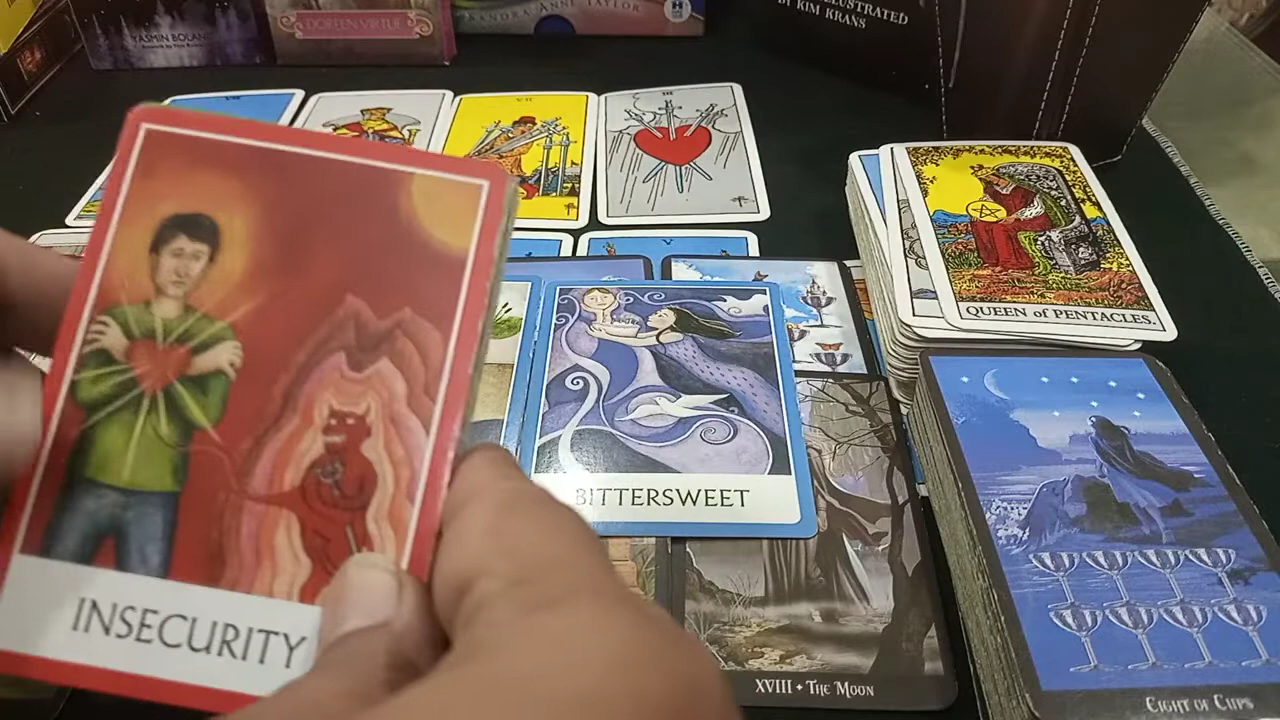 YASMIN BOLAND
DOREEN VIRTUE
SANDRA ANNE TAYLOR
ILLUSTRATED
BY KIM KRANS
VII
III
V
QUEEN of PENTACLES.
BITTERSWEET
INSECURITY
XVIII • THE MOON
EIGHT OF CUPS